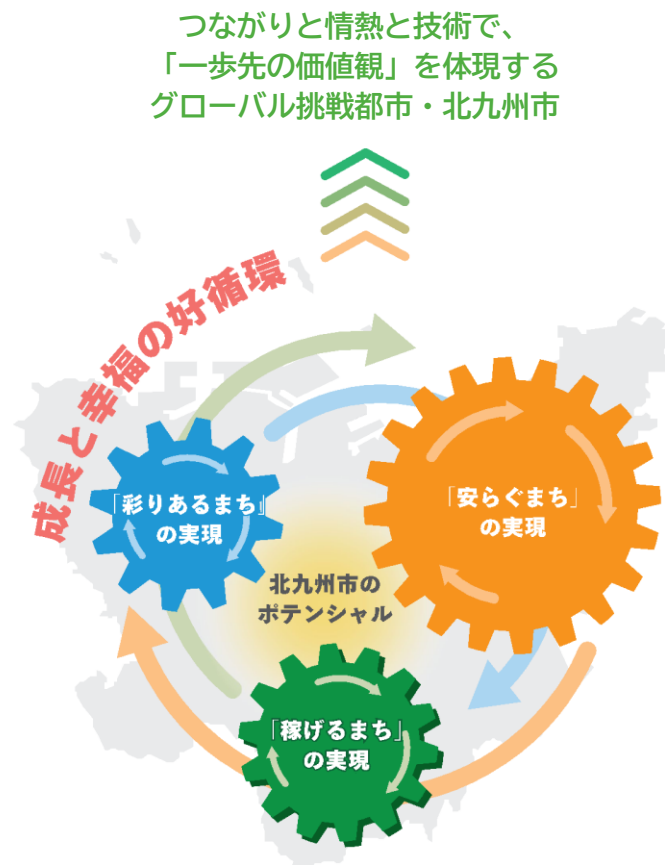 つながりと情熱と技術で、
「一歩先の価値観」を体現する
グローバル挑戦都市・北九州市
成長と幸福の好循環
「彩りあるまち」
の実現
「安らぐまち」
の実現
北九州市の
ポテンシャル
「稼げるまち」
の実現